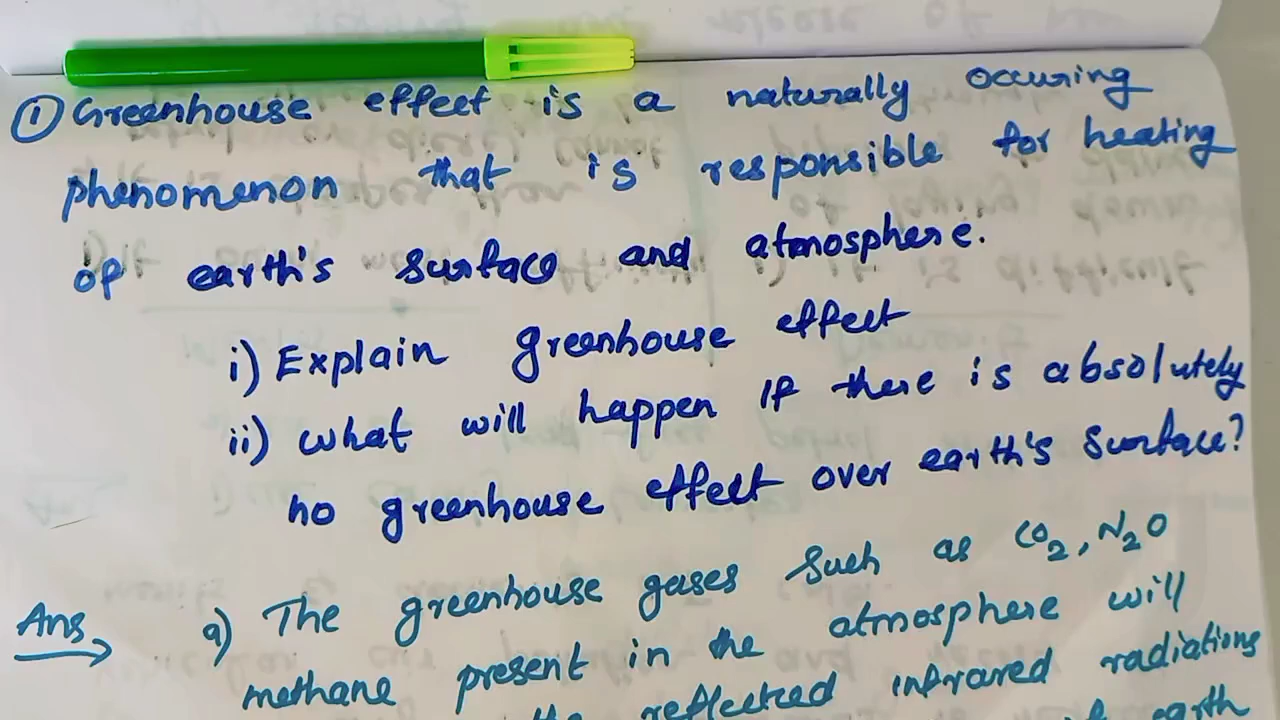 ① Greenhouse effect is a naturally occuring
phenomenon that is responsible for heating
of earth's surface and atmosphere.
i) Explain greenhouse effect
ii) What will happen if there is absolutely
no greenhouse effect over earth's surface?
Ans → a) The greenhouse gases such as CO₂, N₂O
methane present in the atmosphere will
the reflected infrared radiations
earth